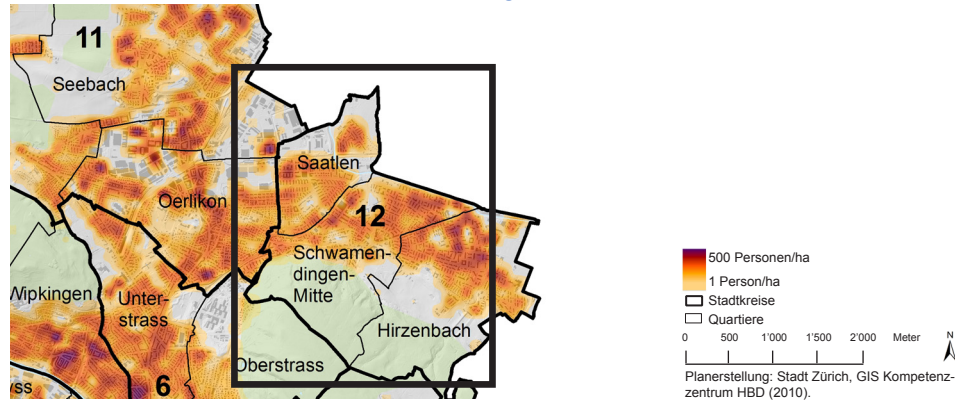 11
Seebach
Saatlen
Oerlikon
12
Schwamen-
dingen-
Mitte
Wipkingen
Unter-
strass
Hirzenbach
Oberstrass
6
500 Personen/ha
1 Person/ha
Stadtkreise
Quartiere
0 500 1'000 1'500 2'000 Meter
N
Planerstellung: Stadt Zürich, GIS Kompetenz-
zentrum HBD (2010).